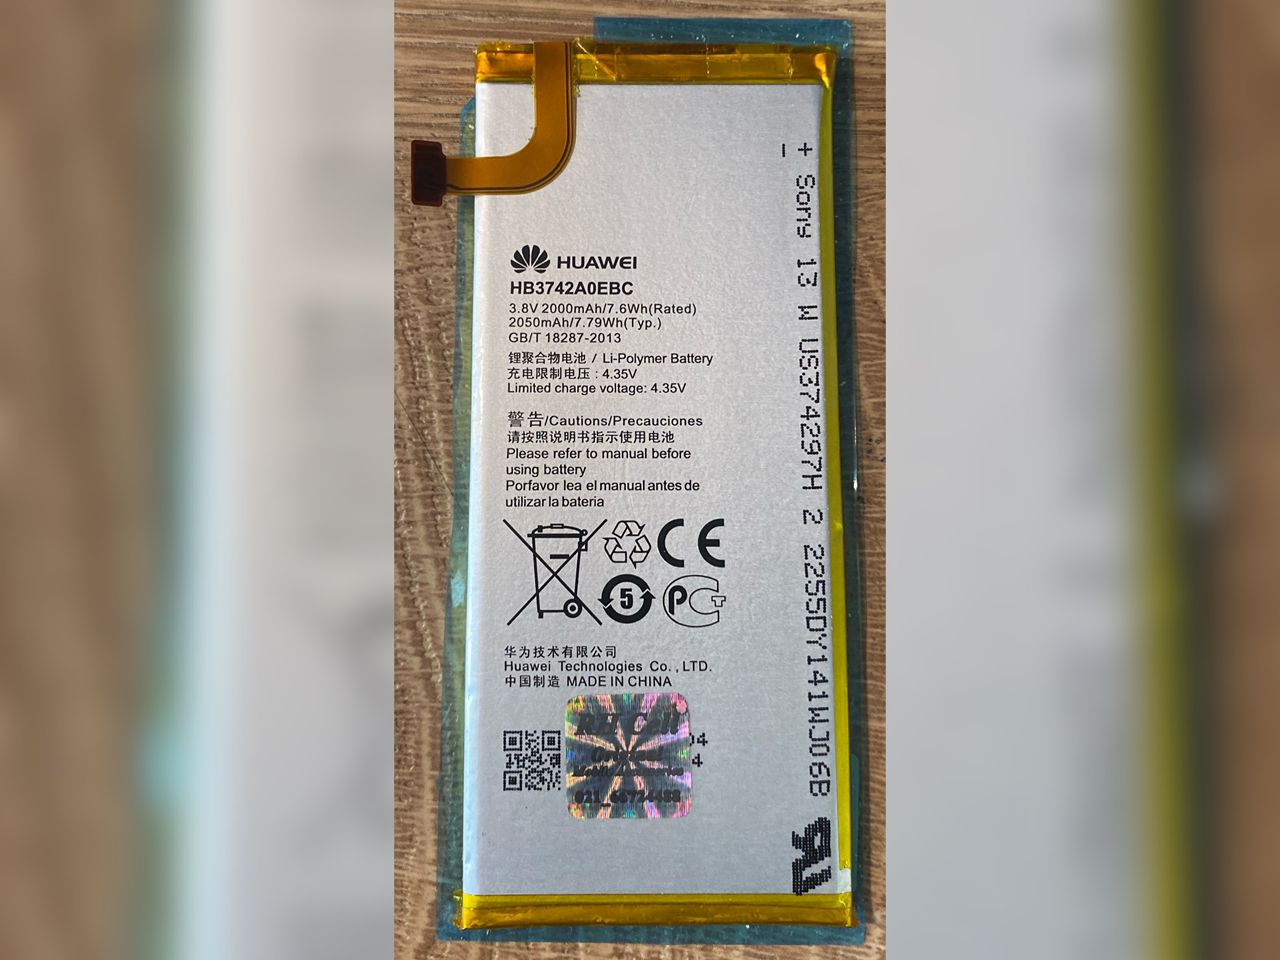 HUAWEI
HB3742A0EBC
3.8V 2000mAh/7.6Wh(Rated)
2050mAh/7.79Wh(Typ.)
GB/T 18287-2013
锂聚合物电池 / Li-Polymer Battery
充电限制电压 : 4.35V
Limited charge voltage: 4.35V
警告/Cautions/Precauciones
请按照说明书指示使用电池
Please refer to manual before
using battery
Porfavor lea el manual antes de
utilizar la bateria
CE
5
PCT
华为技术有限公司
Huawei Technologies Co., LTD.
中国制造 MADE IN CHINA
Cell
021_66724488
04
4
+
-
Sony 13 W US374297H 2 2255DY141WJ06B